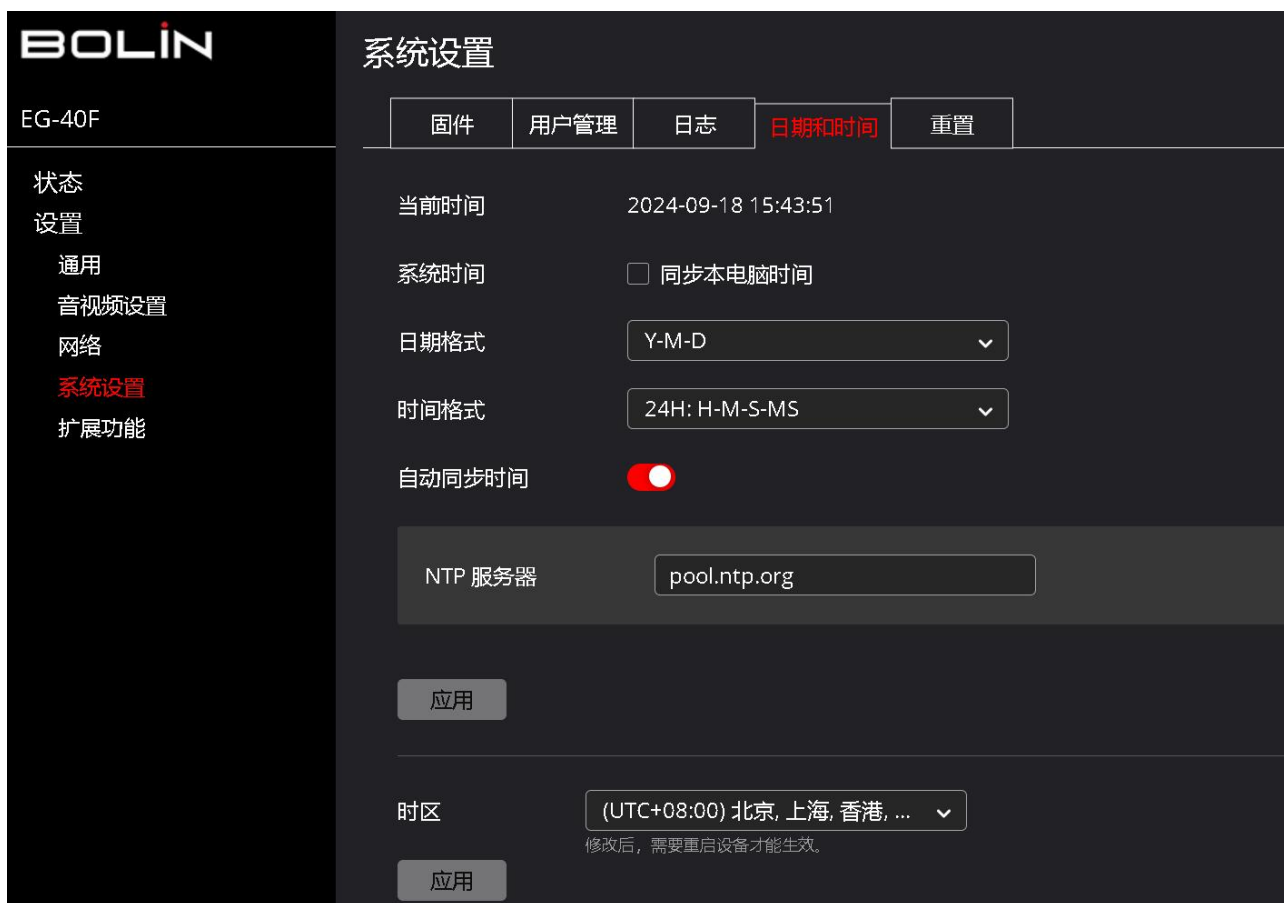 BOLIN
EG-40F
状态
设置
通用
音视频设置
网络
系统设置
扩展功能
系统设置
固件 用户管理 日志 日期和时间 重置
当前时间 2024-09-18 15:43:51
系统时间 同步本电脑时间
日期格式 Y-M-D
时间格式 24H: H-M-S-MS
自动同步时间
NTP 服务器 pool.ntp.org
应用
时区 (UTC+08:00) 北京, 上海, 香港, ...
修改后，需要重启设备才能生效。
应用